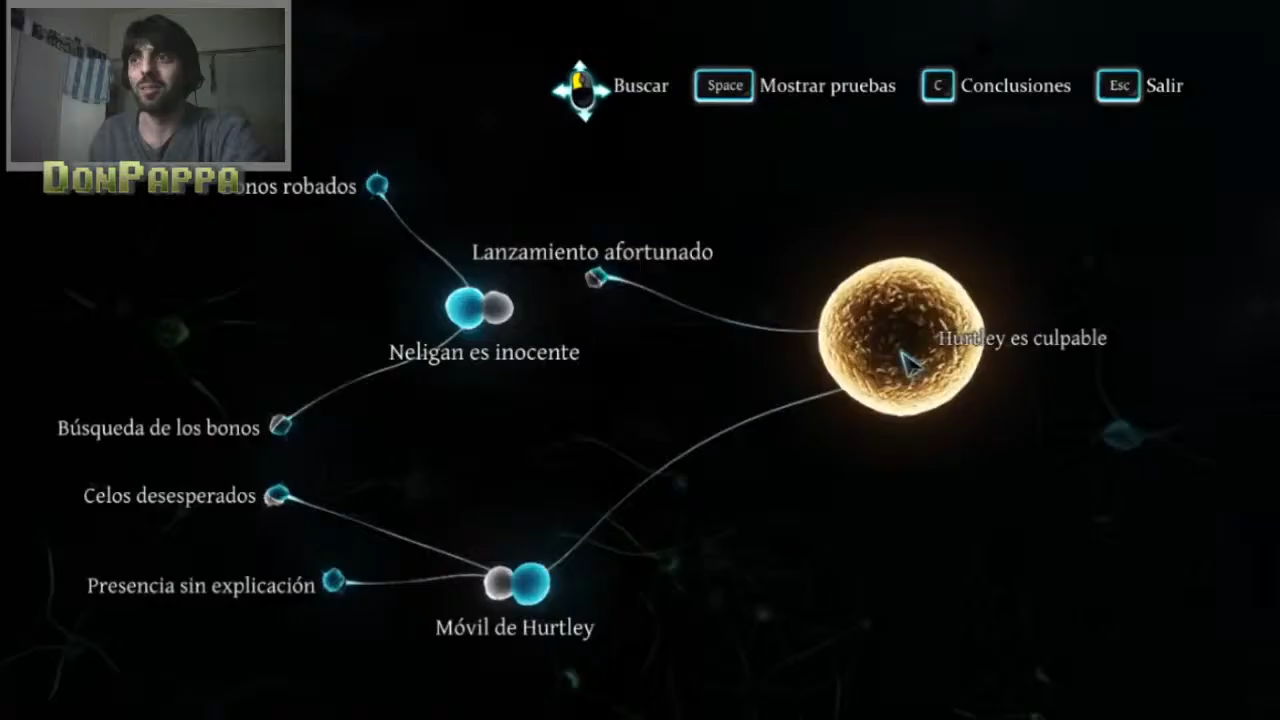 Buscar
Space Mostrar pruebas
C Conclusiones
Esc Salir
DonPappa
onos robados
Lanzamiento afortunado
Hurtley es culpable
Neligan es inocente
Búsqueda de los bonos
Celos desesperados
Presencia sin explicación
Móvil de Hurtley